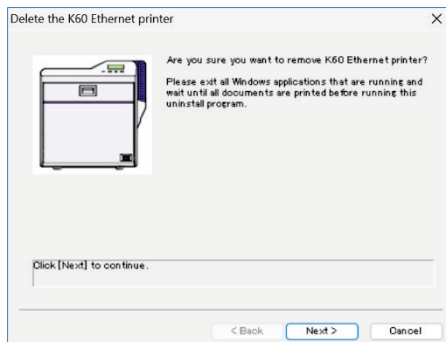 Delete the K60 Ethernet printer
Are you sure you want to remove K60 Ethernet printer?
Please exit all Windows applications that are running and
wait until all documents are printed before running this
uninstall program.
Click [Next] to continue.
< Back
Next >
Cancel